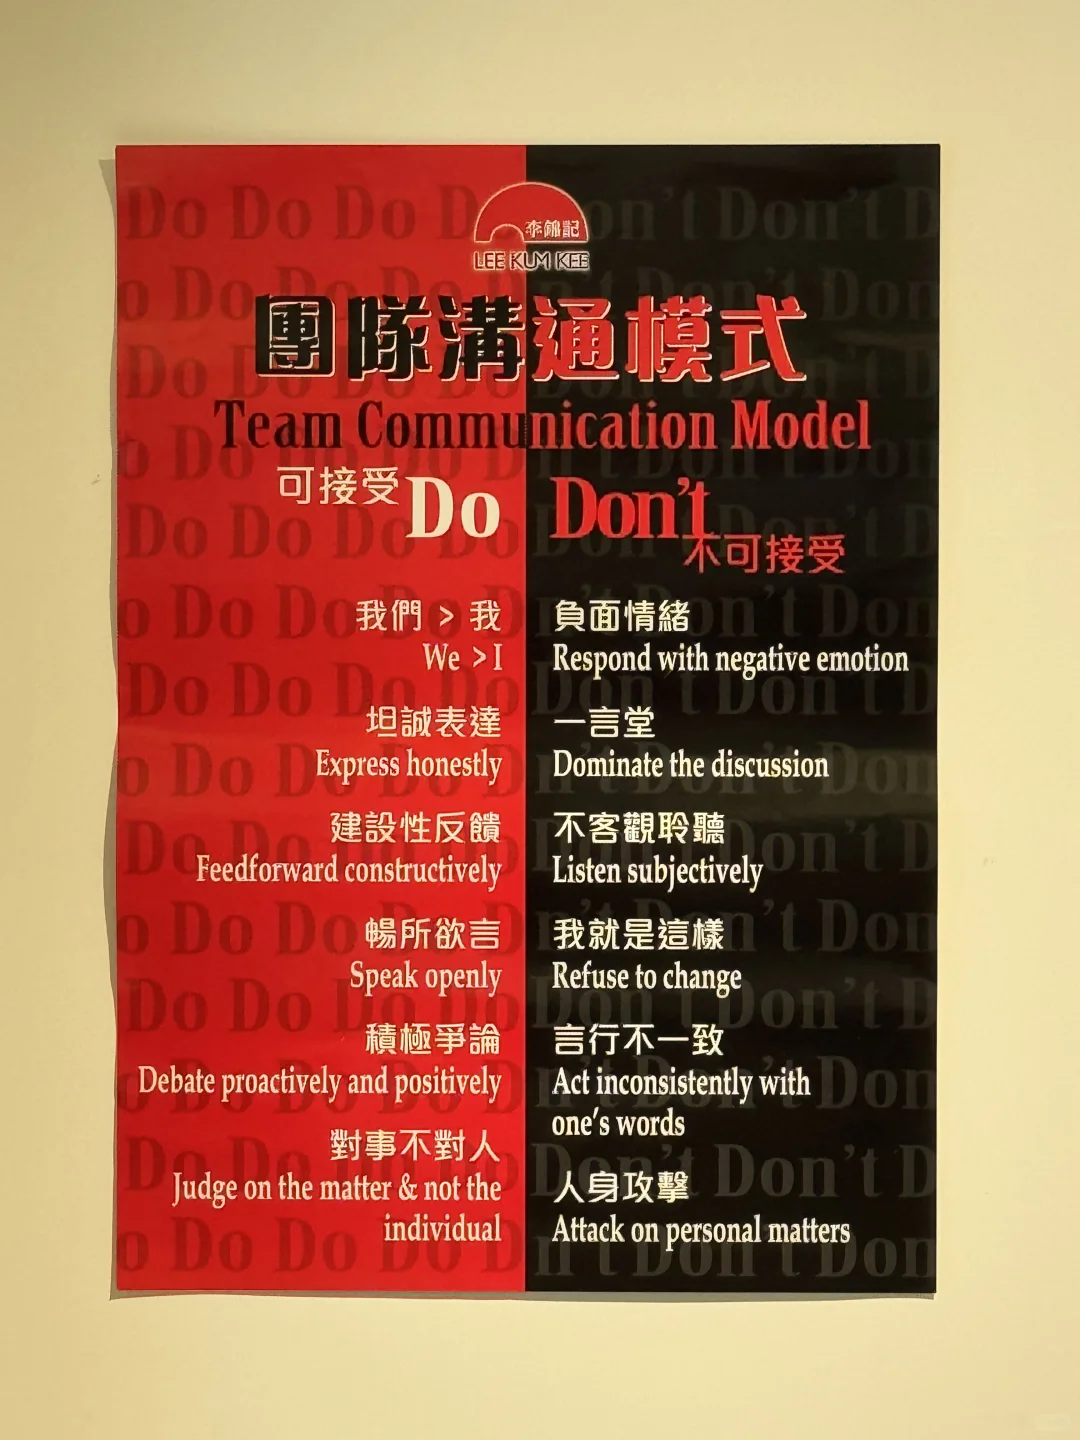 李錦記
LEE KUM KEE
團隊溝通模式
Team Communication Model
可接受 Do
我們 > 我
We > I
坦誠表達
Express honestly
建設性反饋
Feedforward constructively
暢所欲言
Speak openly
積極爭論
Debate proactively and positively
對事不對人
Judge on the matter & not the
individual
Don't 不可接受
負面情緒
Respond with negative emotion
一言堂
Dominate the discussion
不客觀聆聽
Listen subjectively
我就是這樣
Refuse to change
言行不一致
Act inconsistently with
one's words
人身攻擊
Attack on personal matters